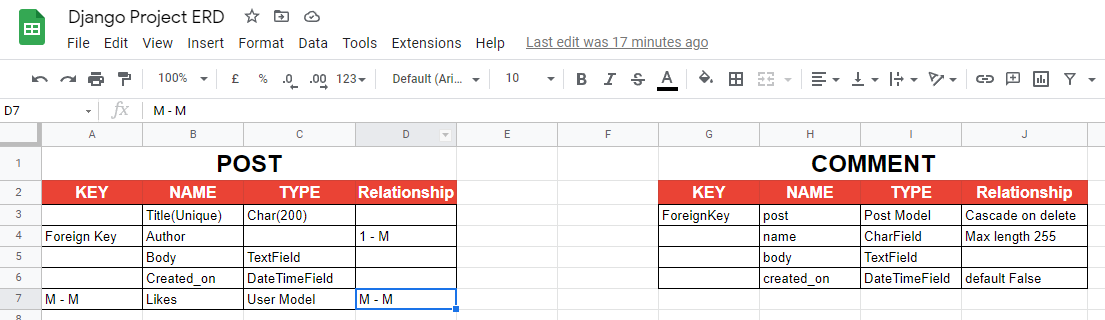 Django Project ERD
File Edit View Insert Format Data Tools Extensions Help Last edit was 17 minutes ago
100% £ % .0 .00 123 Default (Ari... 10 B I S A
D7 fx M - M
A B C D E F G H I J
1 POST COMMENT
2 KEY NAME TYPE Relationship KEY NAME TYPE Relationship
3 Title(Unique) Char(200) ForeignKey post Post Model Cascade on delete
4 Foreign Key Author 1 - M name CharField Max length 255
5 Body TextField body TextField
6 Created_on DateTimeField created_on DateTimeField default False
7 M - M Likes User Model M - M
8